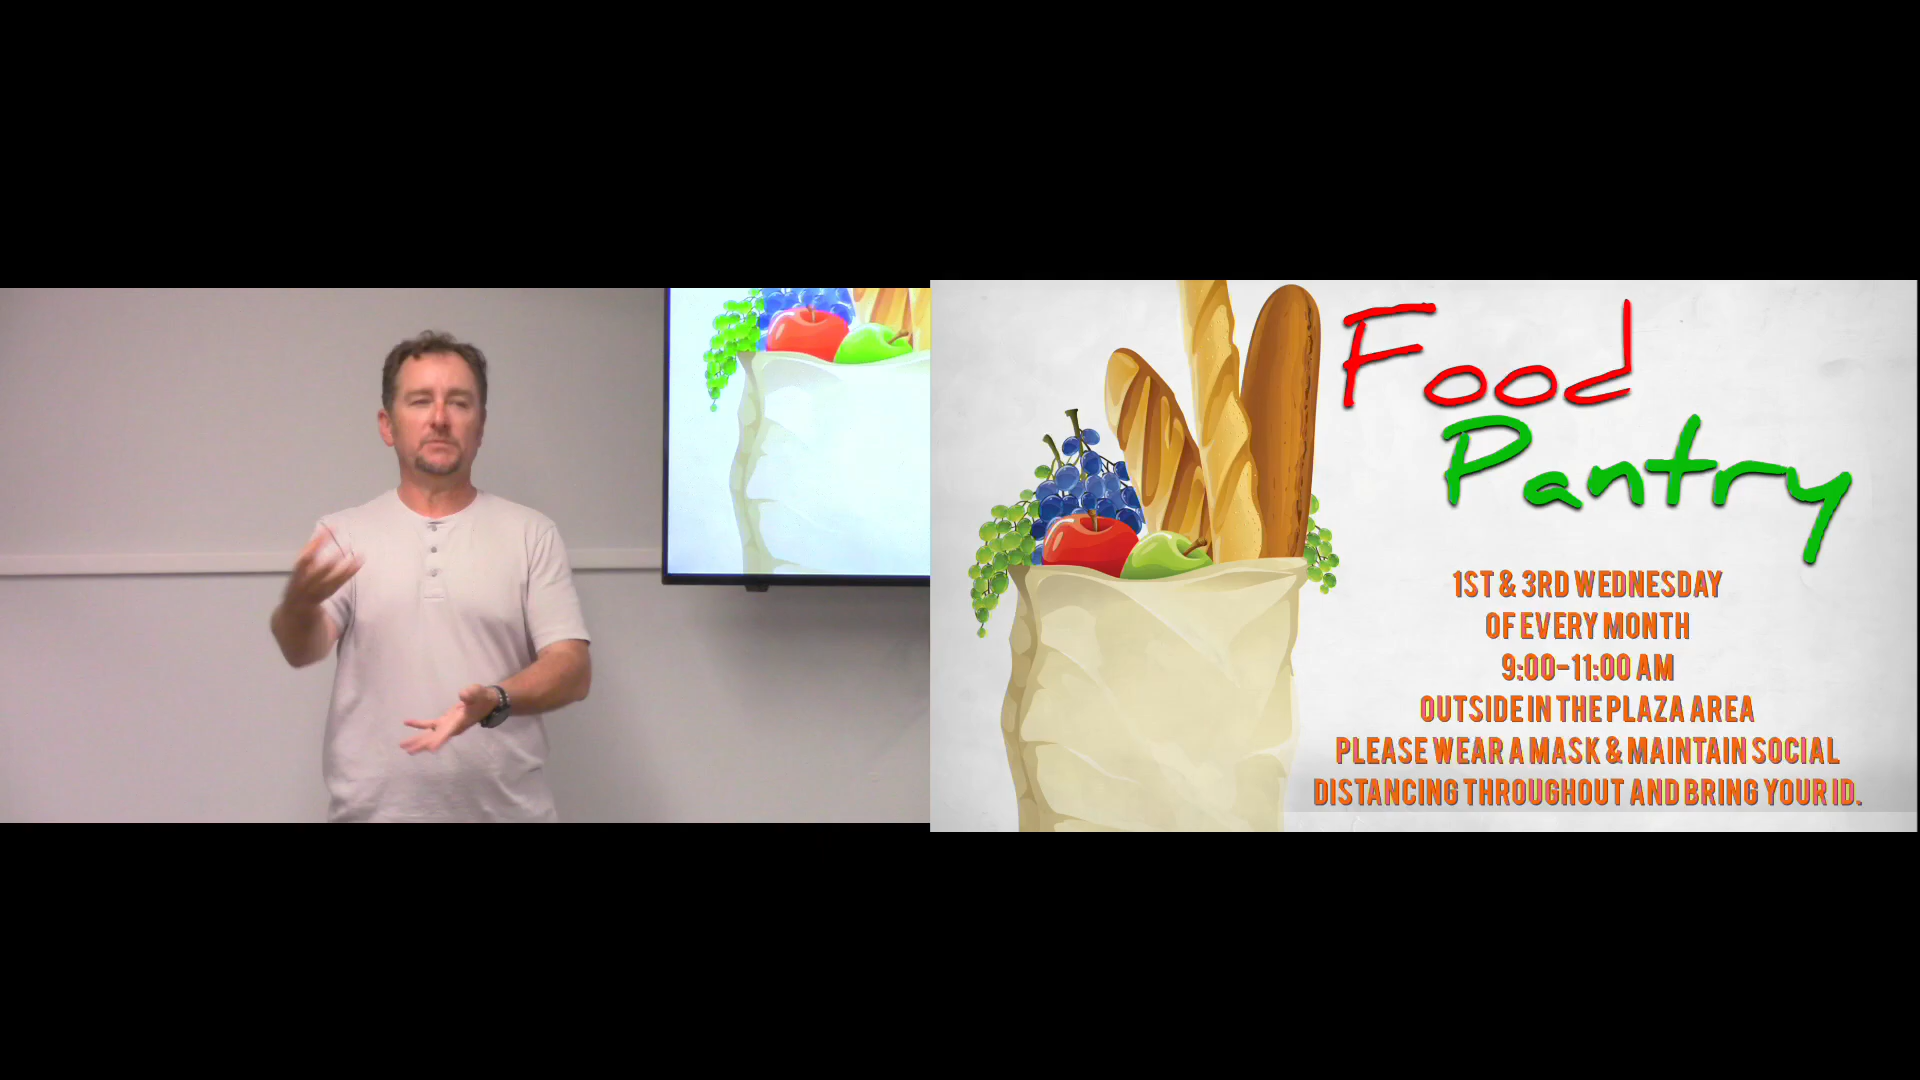 Food
Pantry
1ST & 3RD WEDNESDAY
OF EVERY MONTH
9:00-11:00 AM
OUTSIDE IN THE PLAZA AREA
PLEASE WEAR A MASK & MAINTAIN SOCIAL
DISTANCING THROUGHOUT AND BRING YOUR ID.